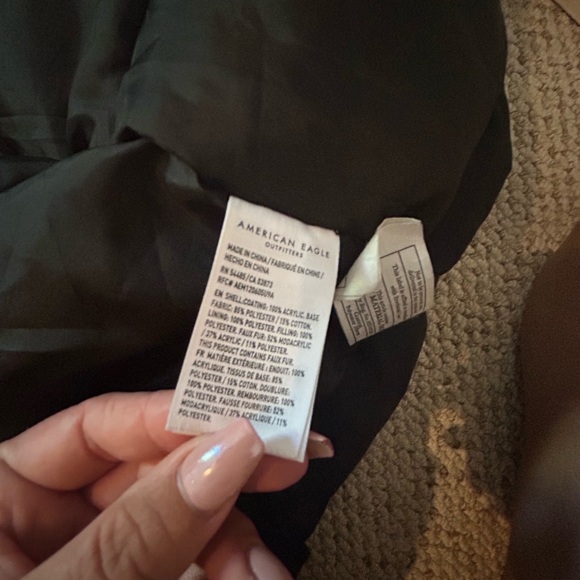 AMERICAN EAGLE
OUTFITTERS
MADE IN CHINA / FABRIQUÉ EN CHINE /
HECHO EN CHINA
RN 54485 / CA 03873
RFC# AEM120605UYA
EN SHELL:COATING: 100% ACRYLIC. BASE
FABRIC: 85% POLYESTER / 15% COTTON.
LINING: 100% POLYESTER. FILLING: 100%
POLYESTER. FAUX FUR: 52% MODACRYLIC
/ 37% ACRYLIC / 11% POLYESTER.
THIS PRODUCT CONTAINS FAUX FUR.
FR MATIÈRE EXTÉRIEURE : ENDUIT: 100%
ACRYLIQUE. TISSUS DE BASE: 85%
POLYESTER / 15% COTON. DOUBLURE:
100% POLYESTER. REMBOURRURE: 100%
POLYESTER. FAUSSE FOURRURE: 52%
MODACRYLIQUE / 37% ACRYLIQUE / 11%
POLYESTER.